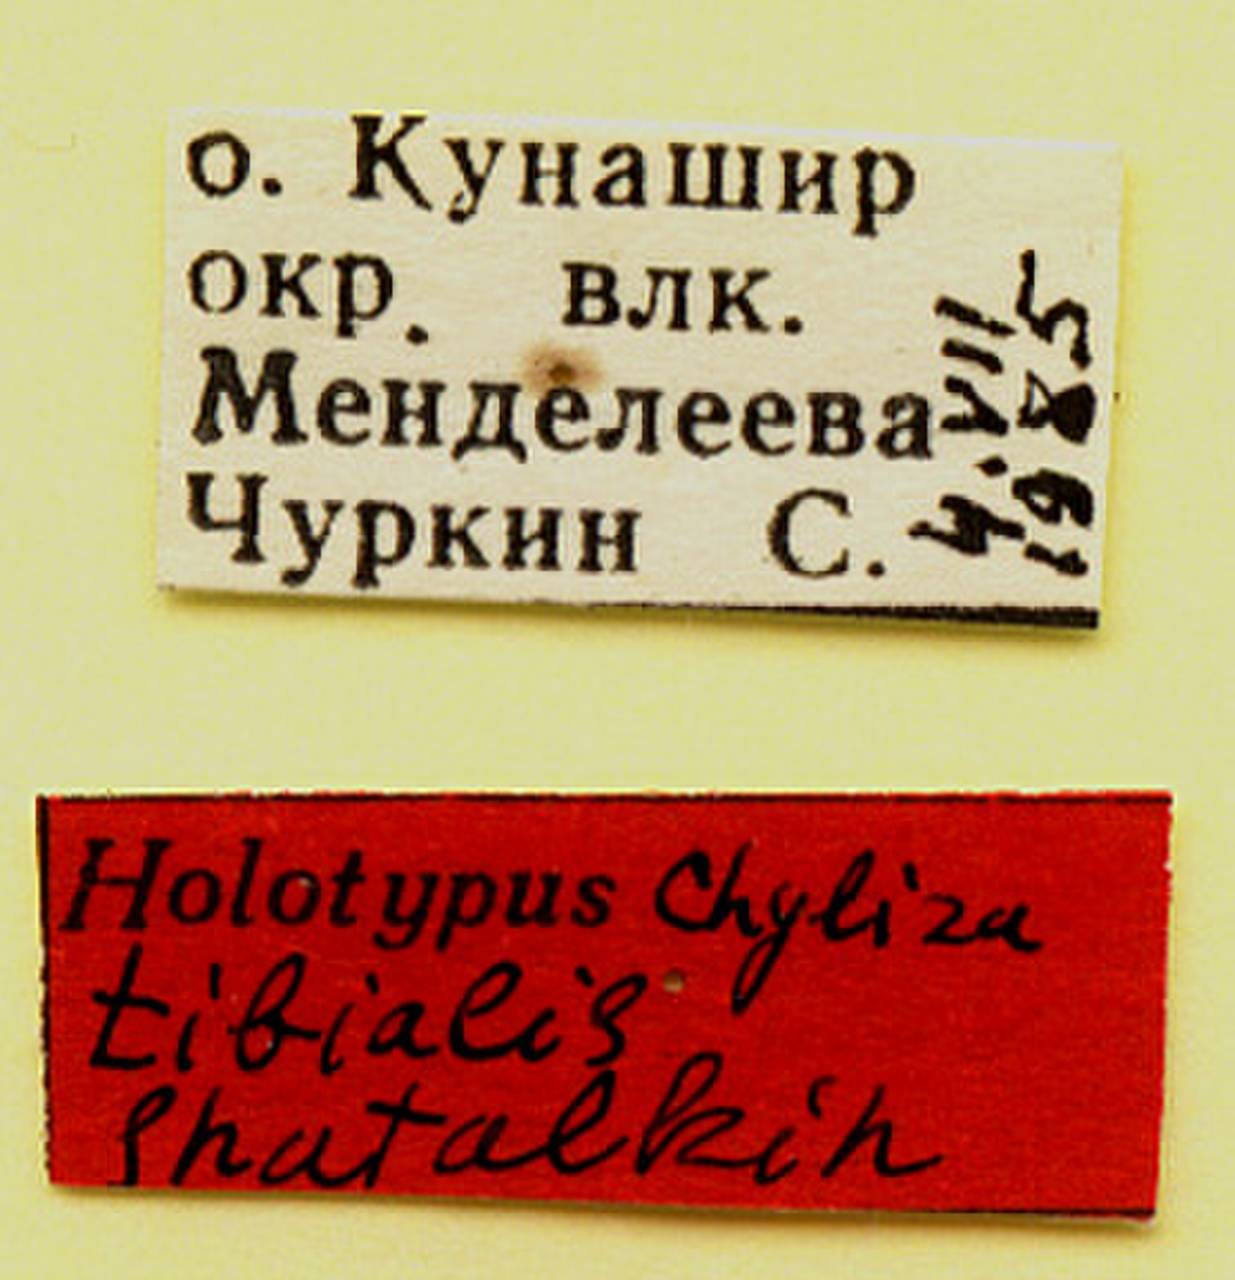 о. Кунашир
окр. влк.
Менделеева
Чуркин С.
4.VII
1985
Holotypus Chyliza
tibialis
Shatalkin